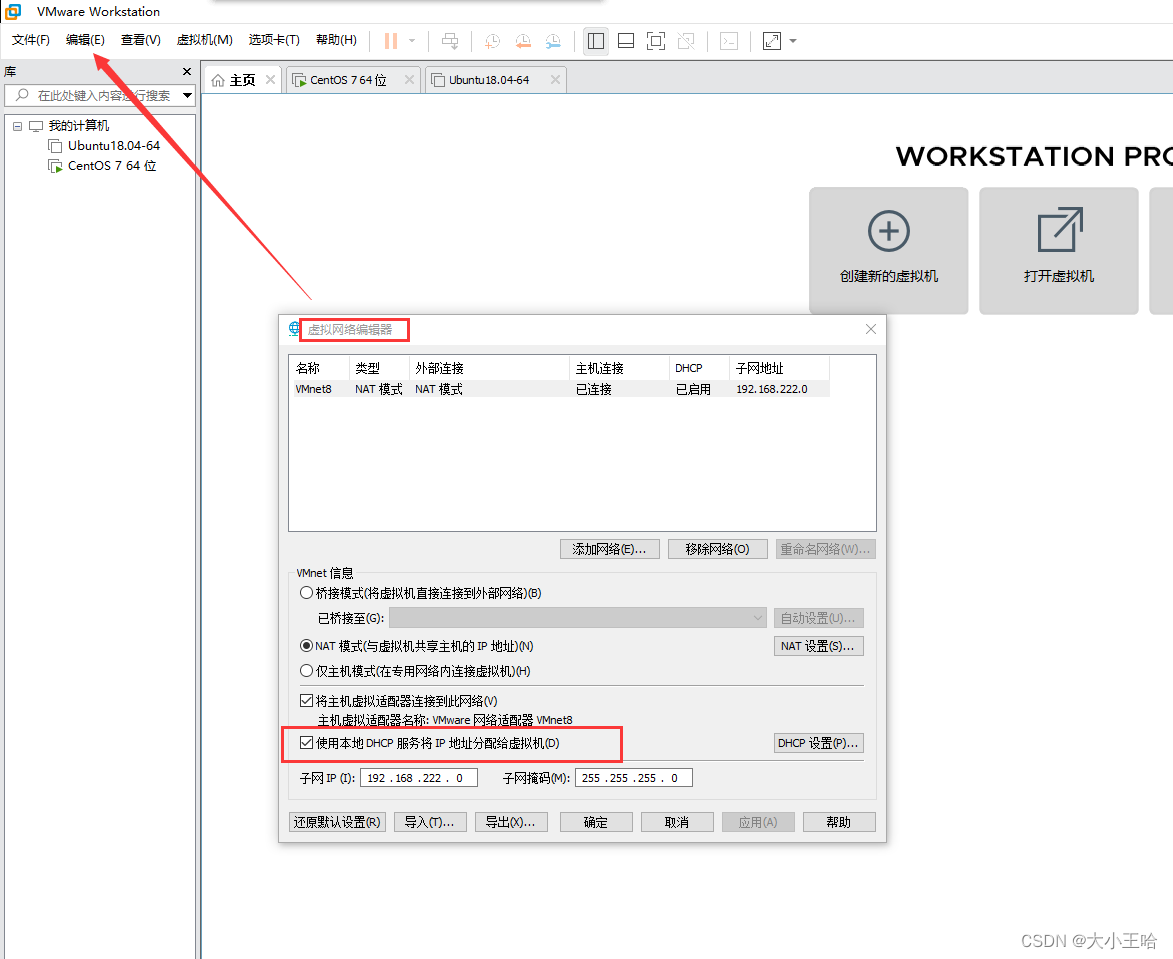 VMware Workstation
文件(F) 编辑(E) 查看(V) 虚拟机(M) 选项卡(T) 帮助(H)
库
在此处键入内容进行搜索
我的计算机
Ubuntu18.04-64
CentOS 7 64 位
主页 CentOS 7 64 位 Ubuntu18.04-64
WORKSTATION PRO
创建新的虚拟机 打开虚拟机
虚拟网络编辑器
名称 类型 外部连接 主机连接 DHCP 子网地址
VMnet8 NAT 模式 NAT 模式 已连接 已启用 192.168.222.0
添加网络(E)... 移除网络(O) 重命名网络(W)...
VMnet 信息
桥接模式(将虚拟机直接连接到外部网络)(B)
已桥接至(G): 自动设置(U)...
NAT 模式(与虚拟机共享主机的 IP 地址)(N) NAT 设置(S)...
仅主机模式(在专用网络内连接虚拟机)(H)
将主机虚拟适配器连接到此网络(V)
主机虚拟适配器名称: VMware 网络适配器 VMnet8
使用本地 DHCP 服务将 IP 地址分配给虚拟机(D) DHCP 设置(P)...
子网 IP (I): 192 . 168 . 222 . 0 子网掩码(M): 255 . 255 . 255 . 0
还原默认设置(R) 导入(T)... 导出(X)... 确定 取消 应用(A) 帮助
CSDN @大小王哈